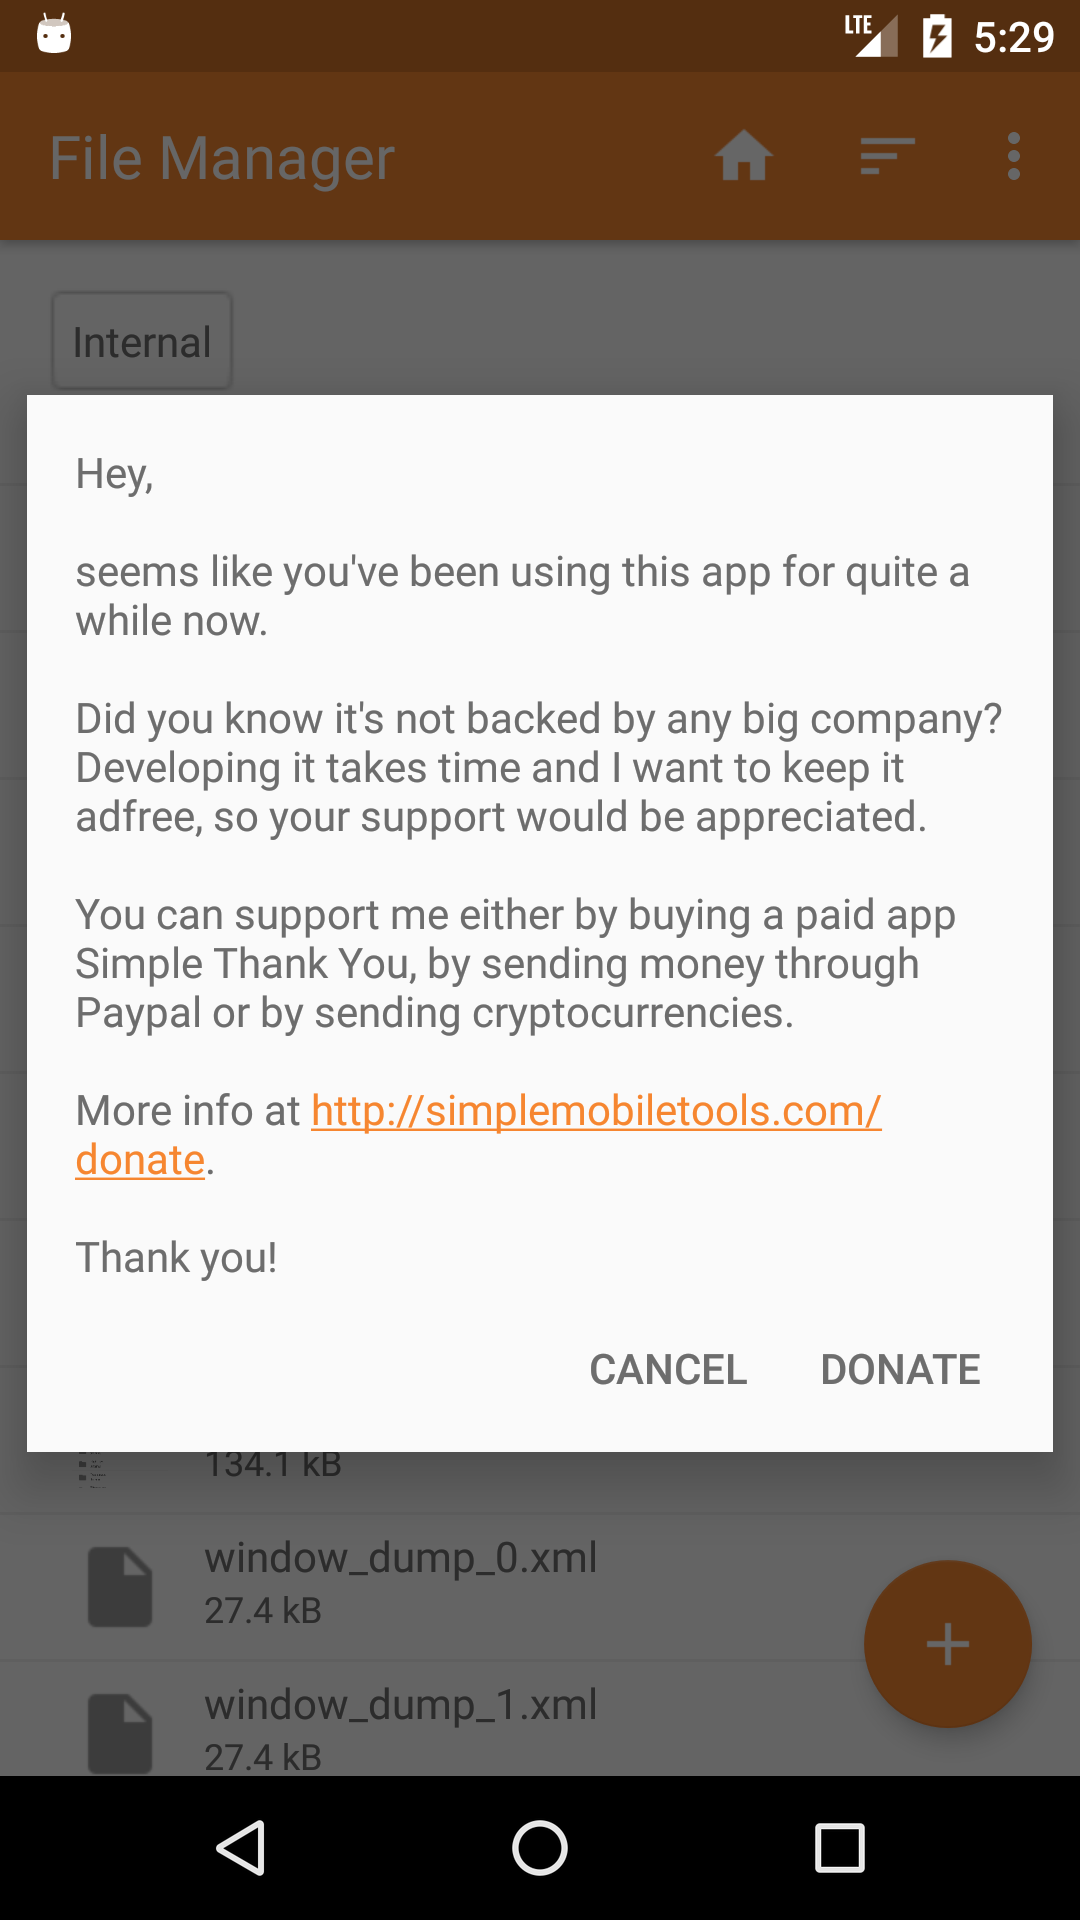 LTE 5:29
File Manager
Internal
Hey,
seems like you've been using this app for quite a
while now.
Did you know it's not backed by any big company?
Developing it takes time and I want to keep it
adfree, so your support would be appreciated.
You can support me either by buying a paid app
Simple Thank You, by sending money through
Paypal or by sending cryptocurrencies.
More info at http://simplemobiletools.com/
donate.
Thank you!
CANCEL DONATE
134.1 kB
window_dump_0.xml
27.4 kB
window_dump_1.xml
27.4 kB